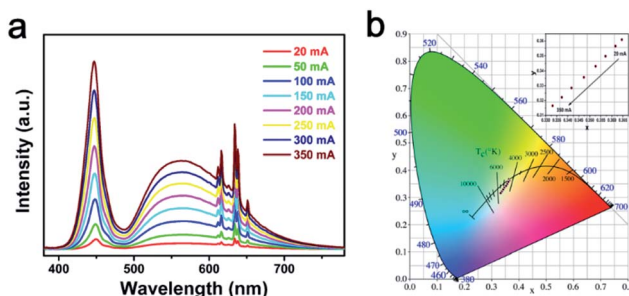 a
Intensity (a.u.)
20 mA
50 mA
100 mA
150 mA
200 mA
250 mA
300 mA
350 mA
400
500
600
700
Wavelength (nm)
b
0.9
0.8
0.7
0.6
0.5
y
0.4
0.3
0.2
0.1
0.0
0.0
0.1
0.2
0.3
0.4
0.5
0.6
0.7
0.8
x
520
540
560
580
600
620
700
500
490
480
470
460
380
Tc(°K)
10000
6000
4000
3000
2500
2000
1500
∞
20 mA
350 mA
y
x